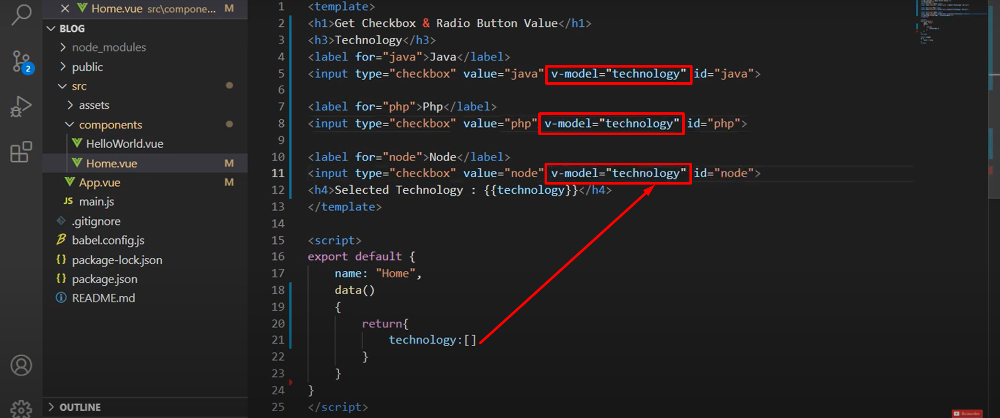 Home.vue src\compone... M
BLOG
node_modules
public
src
assets
components
HelloWorld.vue
Home.vue M
App.vue M
JS main.js
.gitignore
babel.config.js
{} package-lock.json
{} package.json
README.md
OUTLINE
2
1 <template>
2 <h1>Get Checkbox & Radio Button Value</h1>
3 <h3>Technology</h3>
4 <label for="java">Java</label>
5 <input type="checkbox" value="java" v-model="technology" id="java">
6
7 <label for="php">Php</label>
8 <input type="checkbox" value="php" v-model="technology" id="php">
9
10 <label for="node">Node</label>
11 <input type="checkbox" value="node" v-model="technology" id="node">
12 <h4>Selected Technology : {{technology}}</h4>
13 </template>
14
15 <script>
16 export default {
17 name: "Home",
18 data()
19 {
20 return{
21 technology:[]
22 }
23 }
24 }
25 </script>
Subscribe